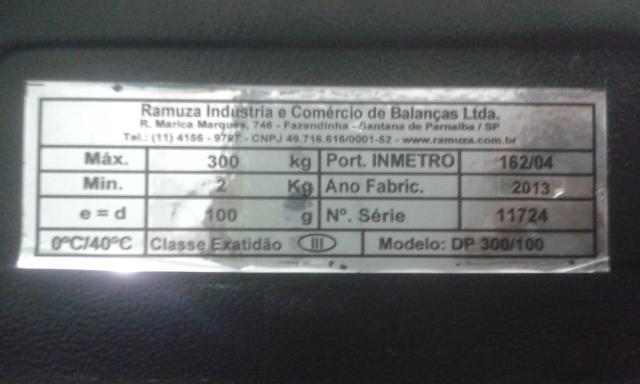 Ramuza Indústria e Comércio de Balanças Ltda.
R. Marica Marques, 746 - Fazendinha - Santana de Parnaíba / SP
Tel.: (11) 4156 - 9797 - CNPJ 49.716.616/0001-52 - www.ramuza.com.br
Máx. 300 kg Port. INMETRO 162/04
Min. 2 Kg Ano Fabric. 2013
e = d 100 g Nº. Série 11724
0ºC/40ºC Classe Exatidão III Modelo: DP 300/100